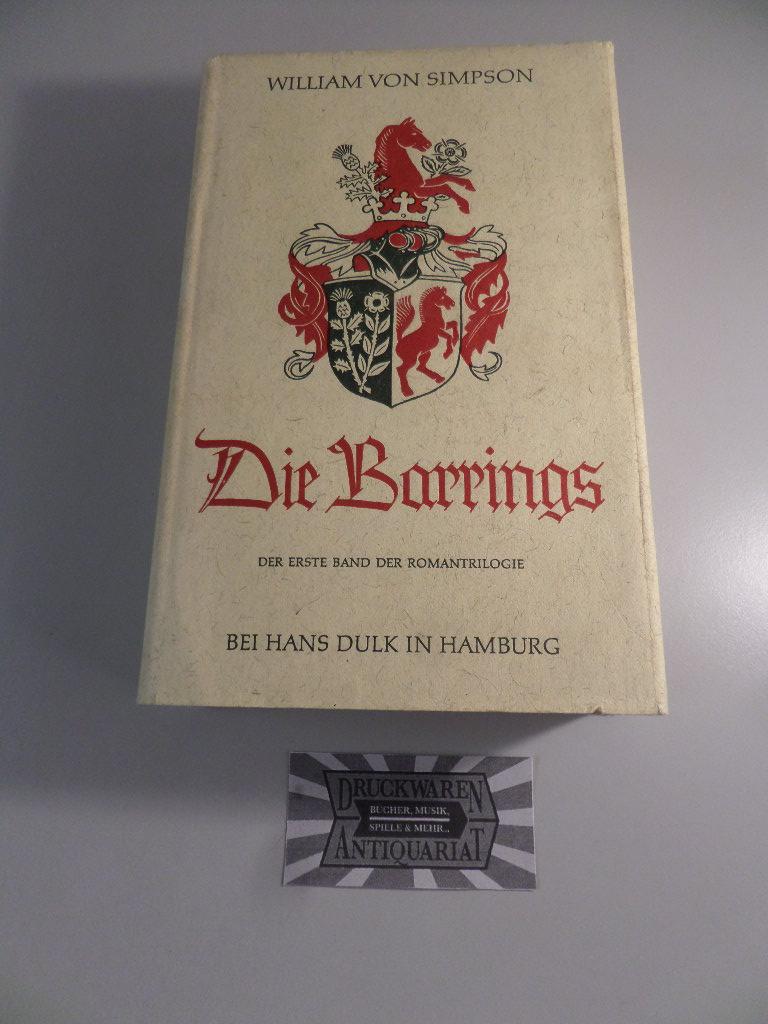 WILLIAM VON SIMPSON
Die Barrings
DER ERSTE BAND DER ROMANTRILOGIE
BEI HANS DULK IN HAMBURG
DRUCKWAREN
BÜCHER, MUSIK,
SPIELE & MEHR...
ANTIQUARIAT